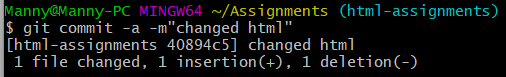 Manny@Manny-PC MINGW64 ~/Assignments (html-assignments)
$ git commit -a -m"changed html"
[html-assignments 40894c5] changed html
 1 file changed, 1 insertion(+), 1 deletion(-)